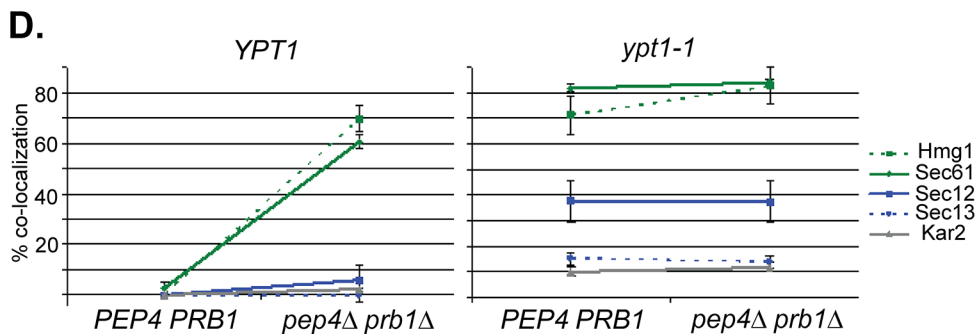 D.
YPT1
ypt1-1
% co-localization
80
60
40
20
PEP4 PRB1
pep4Δ prb1Δ
PEP4 PRB1
pep4Δ prb1Δ
Hmg1
Sec61
Sec12
Sec13
Kar2